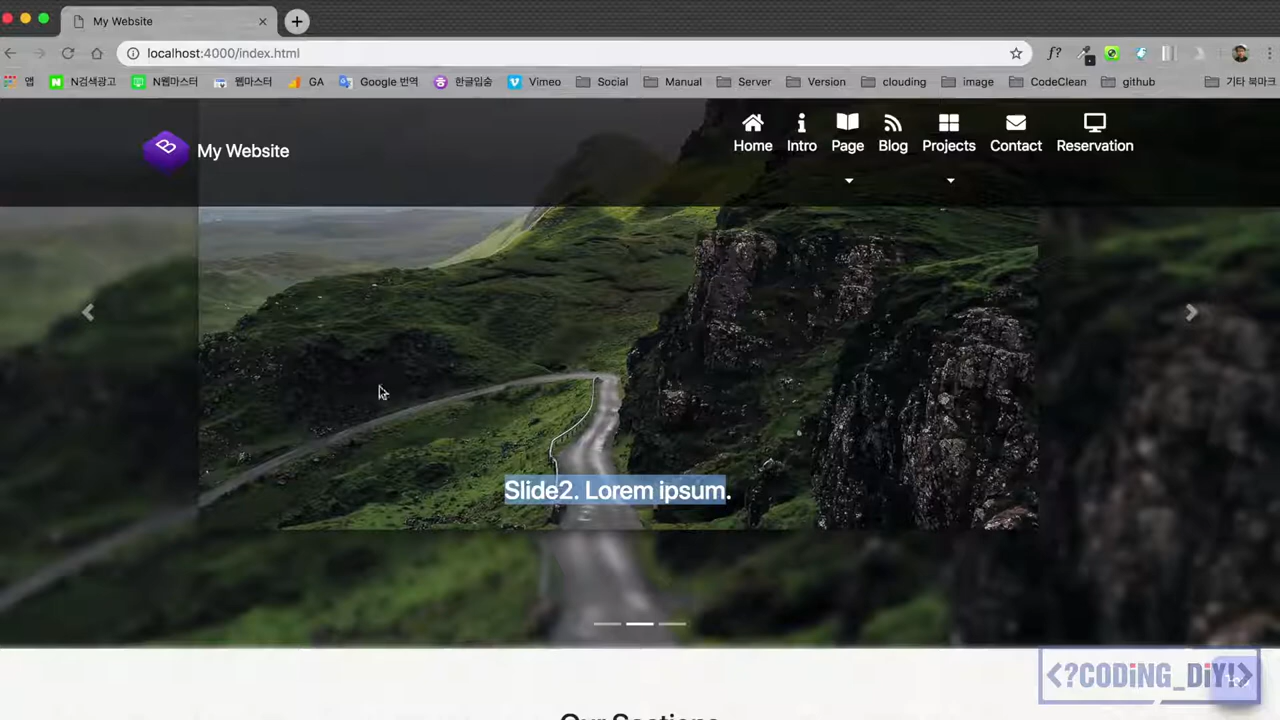 My Website
localhost:4000/index.html
앱 N검색광고 N웹마스터 웹마스터 GA Google 번역 한글입숨 Vimeo Social Manual Server Version clouding image CodeClean github 기타 북마크
My Website
Home Intro Page Blog Projects Contact Reservation
Slide2. Lorem ipsum.
<?CODiNG_DiY!>
Our Sections